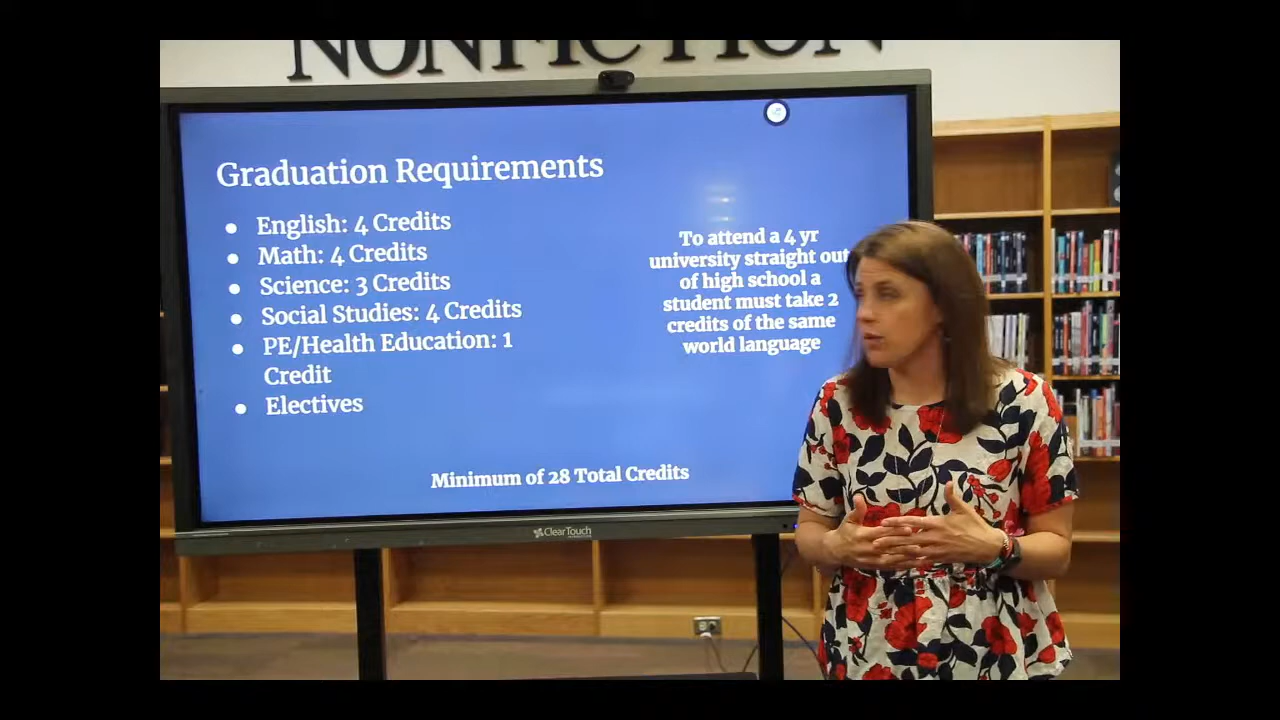 NONFICTION
Graduation Requirements
● English: 4 Credits
● Math: 4 Credits
● Science: 3 Credits
● Social Studies: 4 Credits
● PE/Health Education: 1
Credit
● Electives
To attend a 4 yr
university straight out
of high school a
student must take 2
credits of the same
world language
Minimum of 28 Total Credits
ClearTouch